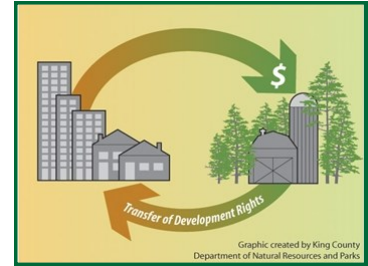 $
Transfer of Development Rights
Graphic created by King County
Department of Natural Resources and Parks